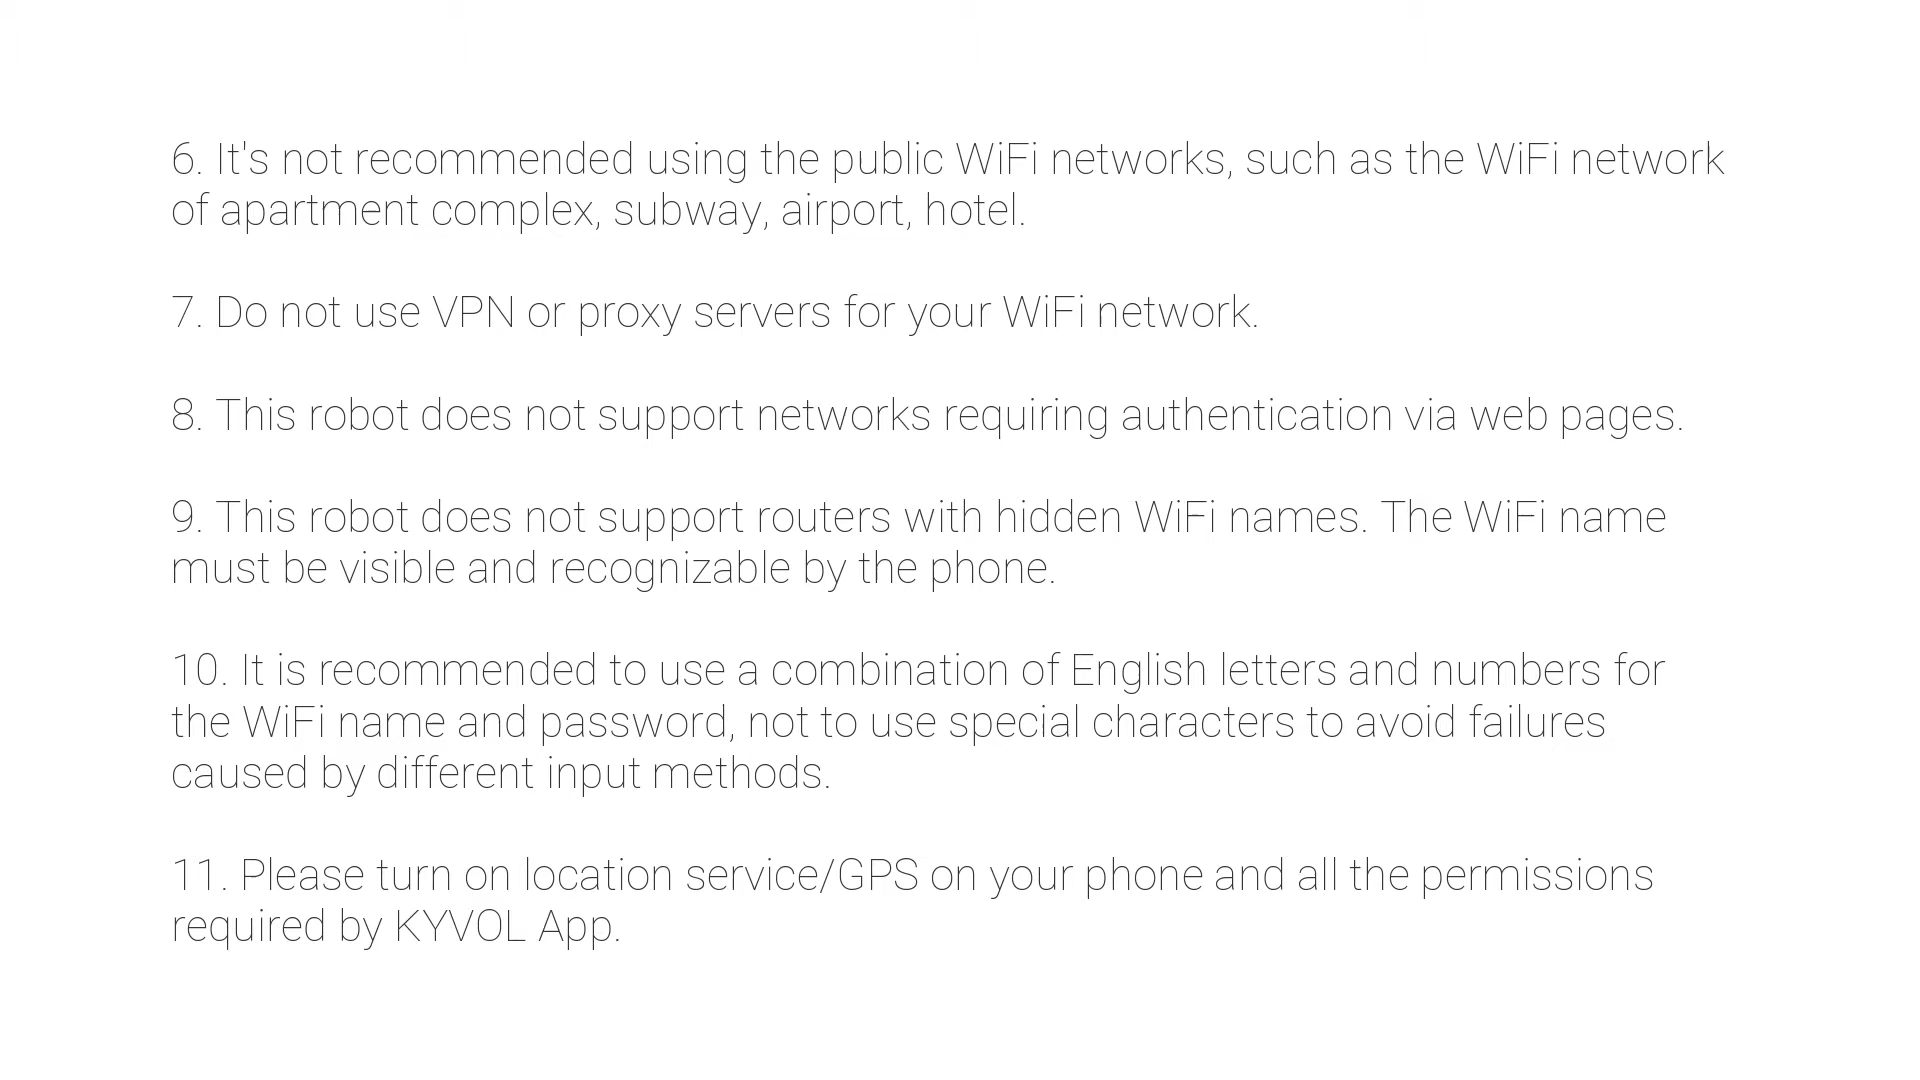 6. It's not recommended using the public WiFi networks, such as the WiFi network
of apartment complex, subway, airport, hotel.
7. Do not use VPN or proxy servers for your WiFi network.
8. This robot does not support networks requiring authentication via web pages.
9. This robot does not support routers with hidden WiFi names. The WiFi name
must be visible and recognizable by the phone.
10. It is recommended to use a combination of English letters and numbers for
the WiFi name and password, not to use special characters to avoid failures
caused by different input methods.
11. Please turn on location service/GPS on your phone and all the permissions
required by KYVOL App.